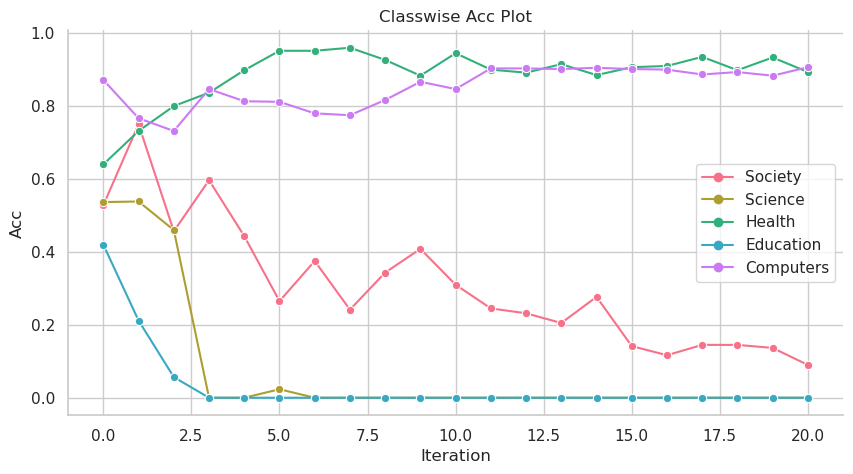 Classwise Acc Plot
1.0
0.8
0.6
0.4
0.2
0.0
Acc
Society
Science
Health
Education
Computers
0.0 2.5 5.0 7.5 10.0 12.5 15.0 17.5 20.0
Iteration